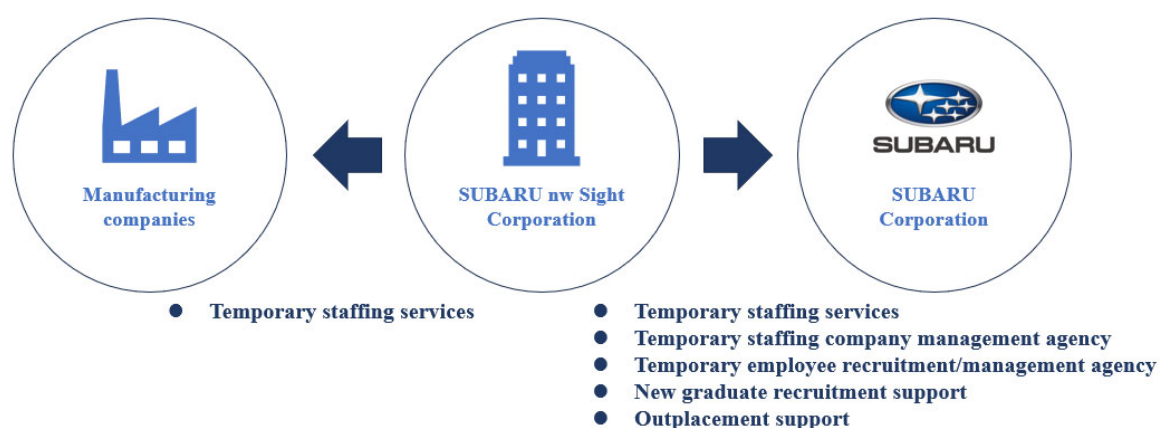 SUBARU
Manufacturing
companies
SUBARU nw Sight
Corporation
SUBARU
Corporation
● Temporary staffing services
● Temporary staffing services
● Temporary staffing company management agency
● Temporary employee recruitment/management agency
● New graduate recruitment support
● Outplacement support